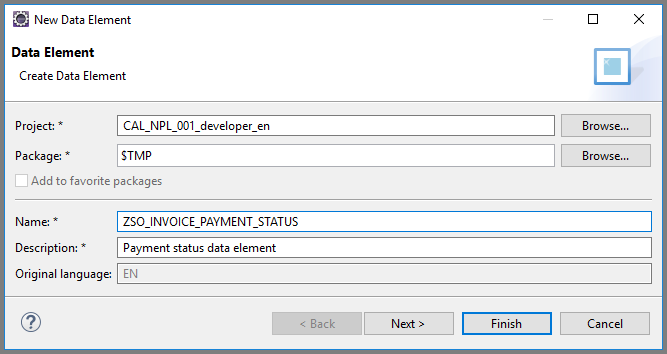 New Data Element
Data Element
Create Data Element
Project: * CAL_NPL_001_developer_en Browse...
Package: * $TMP Browse...
Add to favorite packages
Name: * ZSO_INVOICE_PAYMENT_STATUS
Description: * Payment status data element
Original language: EN
? < Back Next > Finish Cancel